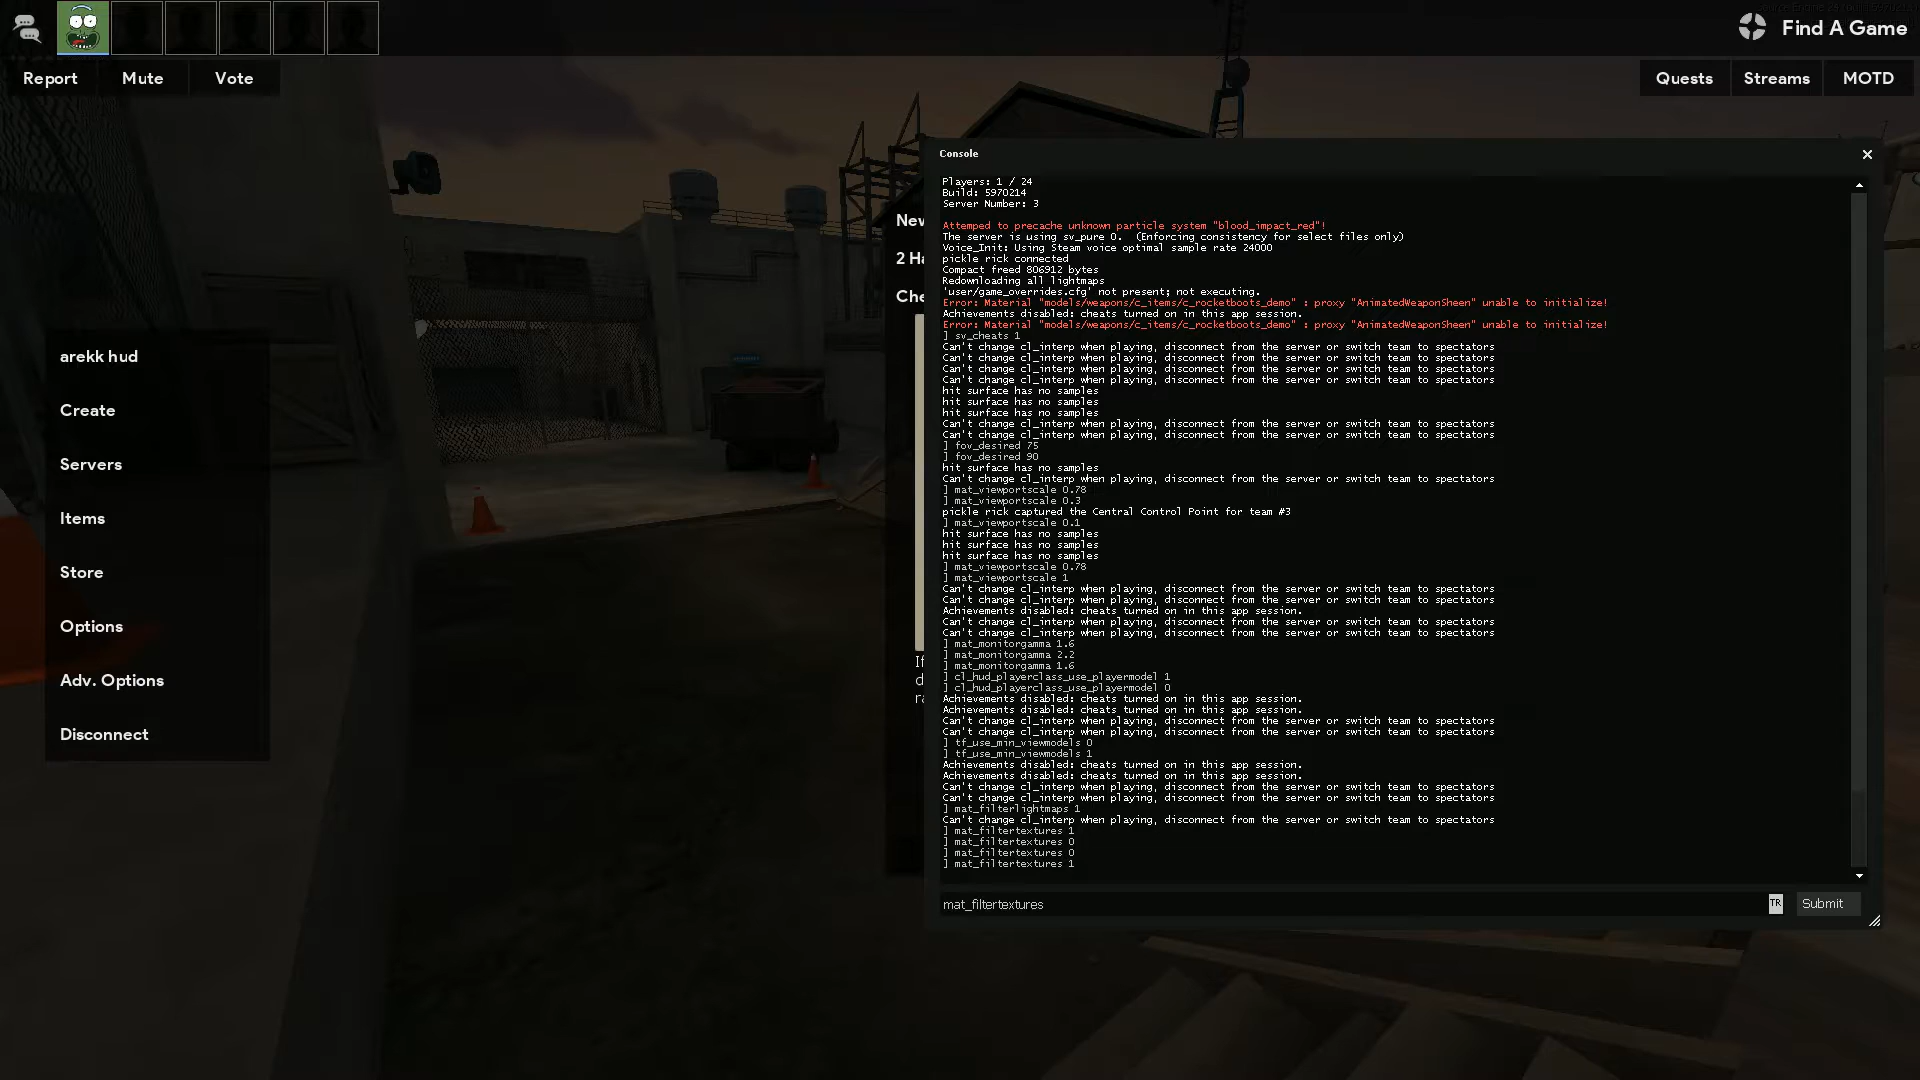 Find A Game
Report
Mute
Vote
Quests
Streams
MOTD
arekk hud
Create
Servers
Items
Store
Options
Adv. Options
Disconnect
New
2 Ha
Che
If
d
ra
Console
Players: 1 / 24
Build: 5970214
Server Number: 3
Attemped to precache unknown particle system "blood_impact_red"!
The server is using sv_pure 0.  (Enforcing consistency for select files only)
Voice_Init: Using Steam voice optimal sample rate 24000
pickle rick connected
Compact freed 806912 bytes
Redownloading all lightmaps
'user/game_overrides.cfg' not present; not executing.
Error: Material "models/weapons/c_items/c_rocketboots_demo" : proxy "AnimatedWeaponSheen" unable to initialize!
Achievements disabled: cheats turned on in this app session.
Error: Material "models/weapons/c_items/c_rocketboots_demo" : proxy "AnimatedWeaponSheen" unable to initialize!
] sv_cheats 1
Can't change cl_interp when playing, disconnect from the server or switch team to spectators
Can't change cl_interp when playing, disconnect from the server or switch team to spectators
Can't change cl_interp when playing, disconnect from the server or switch team to spectators
Can't change cl_interp when playing, disconnect from the server or switch team to spectators
hit surface has no samples
hit surface has no samples
hit surface has no samples
Can't change cl_interp when playing, disconnect from the server or switch team to spectators
Can't change cl_interp when playing, disconnect from the server or switch team to spectators
] fov_desired 75
] fov_desired 90
hit surface has no samples
Can't change cl_interp when playing, disconnect from the server or switch team to spectators
] mat_viewportscale 0.78
] mat_viewportscale 0.3
pickle rick captured the Central Control Point for team #3
] mat_viewportscale 0.1
hit surface has no samples
hit surface has no samples
hit surface has no samples
] mat_viewportscale 0.78
] mat_viewportscale 1
Can't change cl_interp when playing, disconnect from the server or switch team to spectators
Can't change cl_interp when playing, disconnect from the server or switch team to spectators
Achievements disabled: cheats turned on in this app session.
Can't change cl_interp when playing, disconnect from the server or switch team to spectators
Can't change cl_interp when playing, disconnect from the server or switch team to spectators
] mat_monitorgamma 1.6
] mat_monitorgamma 2.2
] mat_monitorgamma 1.6
] cl_hud_playerclass_use_playermodel 1
] cl_hud_playerclass_use_playermodel 0
Achievements disabled: cheats turned on in this app session.
Achievements disabled: cheats turned on in this app session.
Can't change cl_interp when playing, disconnect from the server or switch team to spectators
Can't change cl_interp when playing, disconnect from the server or switch team to spectators
] tf_use_min_viewmodels 0
] tf_use_min_viewmodels 1
Achievements disabled: cheats turned on in this app session.
Achievements disabled: cheats turned on in this app session.
Can't change cl_interp when playing, disconnect from the server or switch team to spectators
Can't change cl_interp when playing, disconnect from the server or switch team to spectators
] mat_filterlightmaps 1
Can't change cl_interp when playing, disconnect from the server or switch team to spectators
] mat_filtertextures 1
] mat_filtertextures 0
] mat_filtertextures 0
] mat_filtertextures 1
mat_filtertextures
TR
Submit